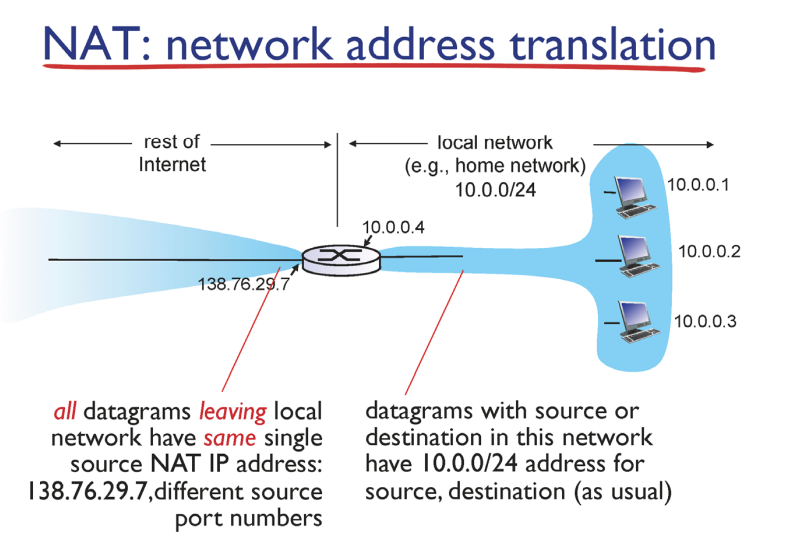 NAT: network address translation
rest of
Internet
local network
(e.g., home network)
10.0.0/24
10.0.0.1
10.0.0.4
10.0.0.2
138.76.29.7
10.0.0.3
all datagrams leaving local
network have same single
source NAT IP address:
138.76.29.7,different source
port numbers
datagrams with source or
destination in this network
have 10.0.0/24 address for
source, destination (as usual)